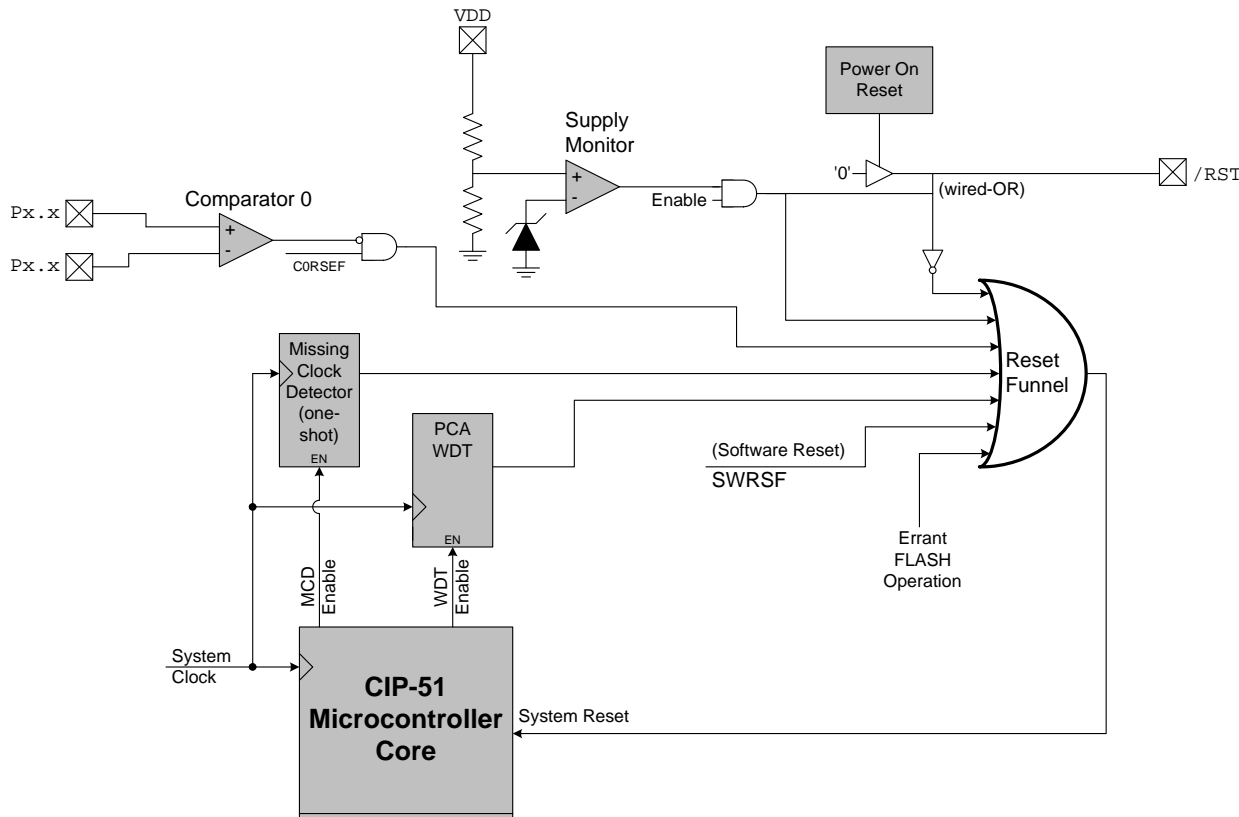 VDD
Power On
Reset
Supply
Monitor
+
-
Enable
'0'
(wired-OR)
/RST
Comparator 0
Px.x
Px.x
+
-
C0RSEF
Missing
Clock
Detector
(one-
shot)
EN
PCA
WDT
EN
Reset
Funnel
(Software Reset)
SWRSF
Errant
FLASH
Operation
MCD
Enable
WDT
Enable
System
Clock
CIP-51
Microcontroller
Core
System Reset